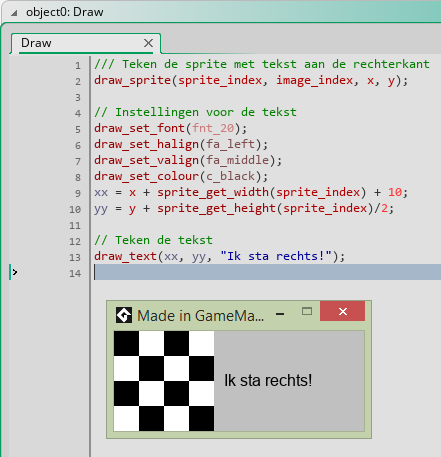 object0: Draw
Draw
1 /// Teken de sprite met tekst aan de rechterkant
2 draw_sprite(sprite_index, image_index, x, y);
3
4 // Instellingen voor de tekst
5 draw_set_font(fnt_20);
6 draw_set_halign(fa_left);
7 draw_set_valign(fa_middle);
8 draw_set_colour(c_black);
9 xx = x + sprite_get_width(sprite_index) + 10;
10 yy = y + sprite_get_height(sprite_index)/2;
11
12 // Teken de tekst
13 draw_text(xx, yy, "Ik sta rechts!");
14
Made in GameMa...
Ik sta rechts!